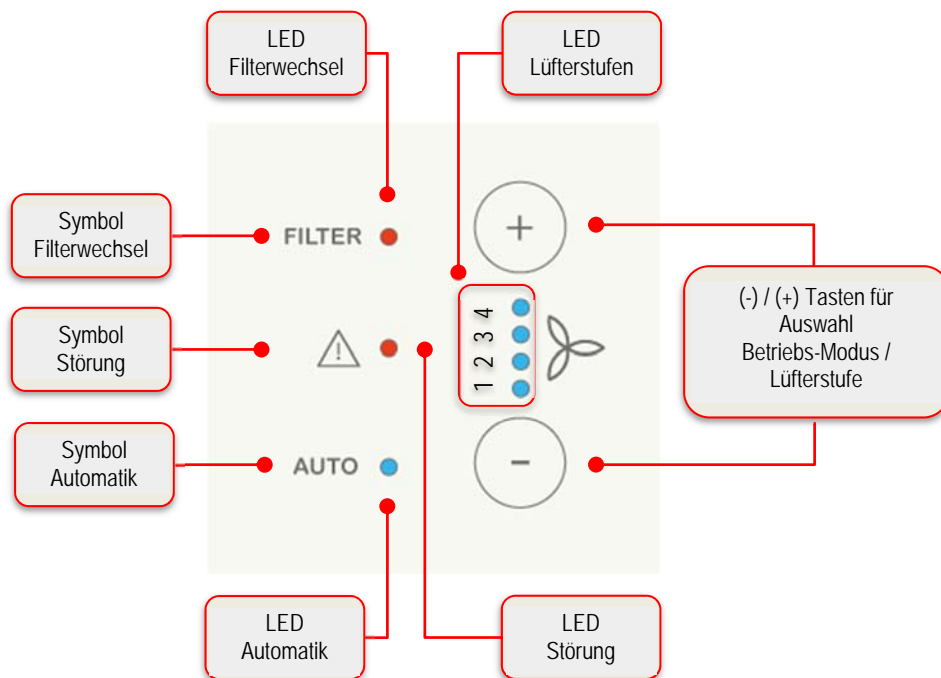 LED
Filterwechsel
LED
Lüfterstufen
Symbol
Filterwechsel
FILTER
+
(-) / (+) Tasten für
Auswahl
Betriebs-Modus /
Lüfterstufe
Symbol
Störung
!
1 2 3 4
Symbol
Automatik
AUTO
-
LED
Automatik
LED
Störung